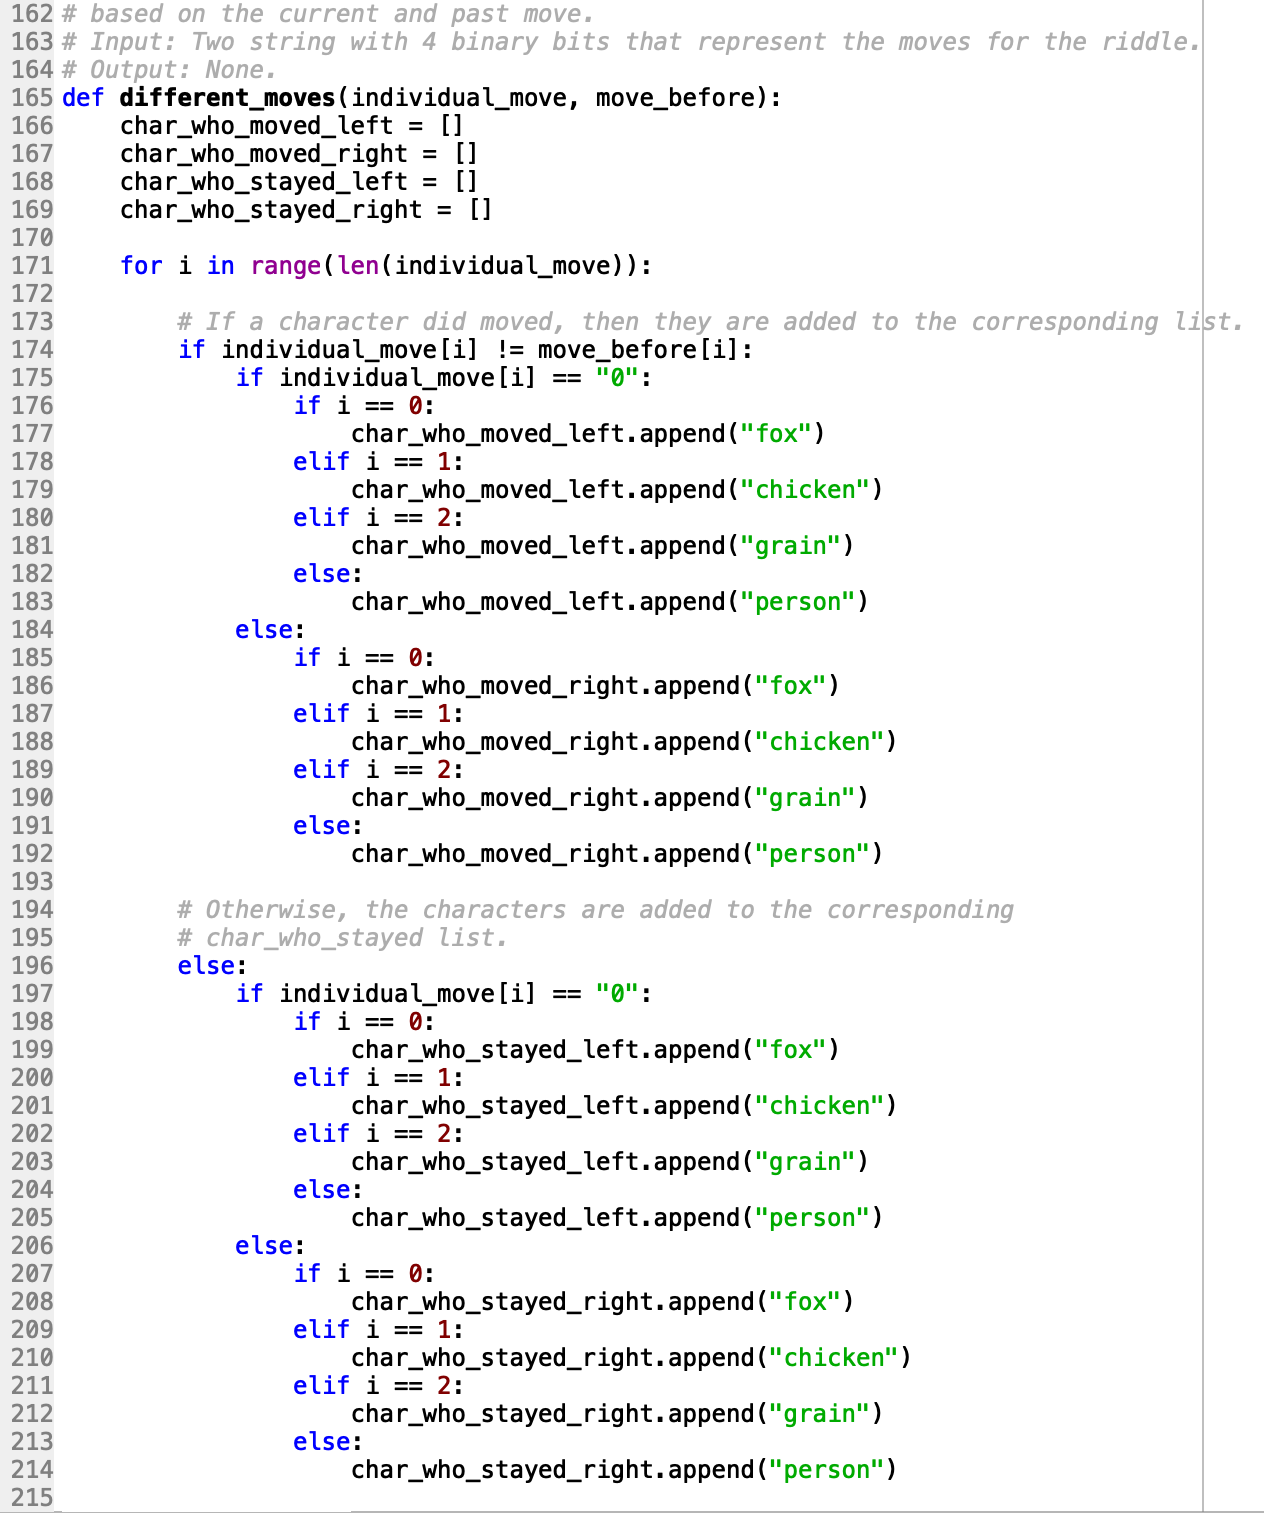 162 # based on the current and past move.
163 # Input: Two string with 4 binary bits that represent the moves for the riddle.
164 # Output: None.
165 def different_moves(individual_move, move_before):
166     char_who_moved_left = []
167     char_who_moved_right = []
168     char_who_stayed_left = []
169     char_who_stayed_right = []
170
171     for i in range(len(individual_move)):
172
173         # If a character did moved, then they are added to the corresponding list.
174         if individual_move[i] != move_before[i]:
175             if individual_move[i] == "0":
176                 if i == 0:
177                     char_who_moved_left.append("fox")
178                 elif i == 1:
179                     char_who_moved_left.append("chicken")
180                 elif i == 2:
181                     char_who_moved_left.append("grain")
182                 else:
183                     char_who_moved_left.append("person")
184             else:
185                 if i == 0:
186                     char_who_moved_right.append("fox")
187                 elif i == 1:
188                     char_who_moved_right.append("chicken")
189                 elif i == 2:
190                     char_who_moved_right.append("grain")
191                 else:
192                     char_who_moved_right.append("person")
193
194         # Otherwise, the characters are added to the corresponding
195         # char_who_stayed list.
196         else:
197             if individual_move[i] == "0":
198                 if i == 0:
199                     char_who_stayed_left.append("fox")
200                 elif i == 1:
201                     char_who_stayed_left.append("chicken")
202                 elif i == 2:
203                     char_who_stayed_left.append("grain")
204                 else:
205                     char_who_stayed_left.append("person")
206             else:
207                 if i == 0:
208                     char_who_stayed_right.append("fox")
209                 elif i == 1:
210                     char_who_stayed_right.append("chicken")
211                 elif i == 2:
212                     char_who_stayed_right.append("grain")
213                 else:
214                     char_who_stayed_right.append("person")
215